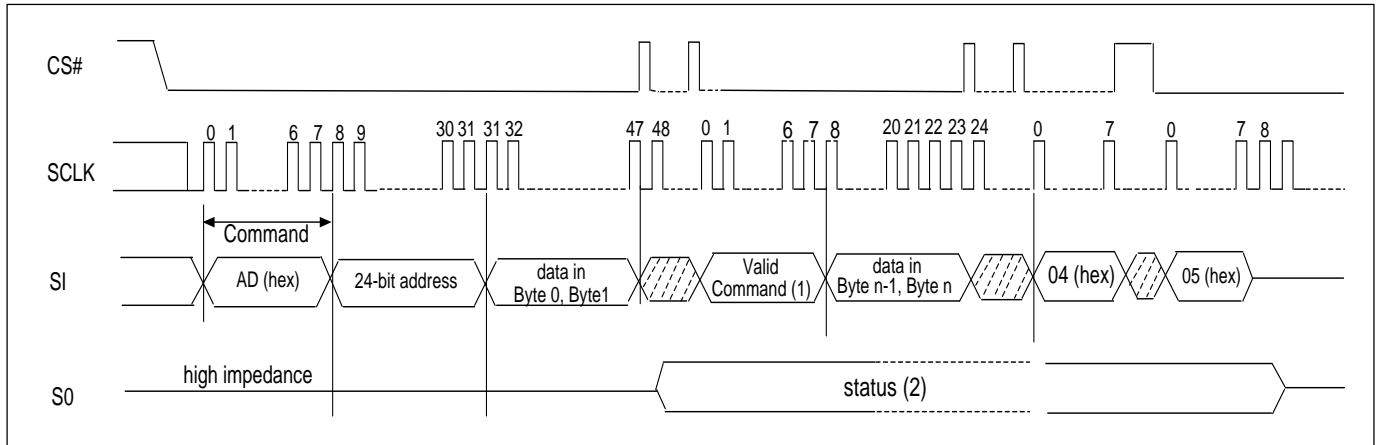 CS#
0 1 6 7 8 9 30 31 31 32 47 48 0 1 6 7 8 20 21 22 23 24 0 7 0 7 8
SCLK
Command
SI
AD (hex)
24-bit address
data in
Byte 0, Byte1
Valid
Command (1)
data in
Byte n-1, Byte n
04 (hex)
05 (hex)
high impedance
S0
status (2)